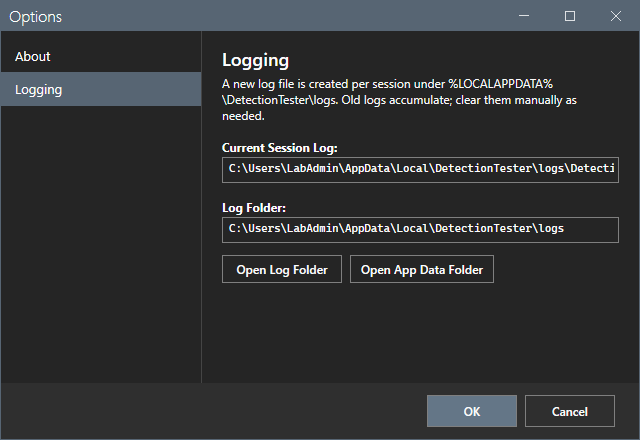 Options
About
Logging
Logging
A new log file is created per session under %LOCALAPPDATA%
\DetectionTester\logs. Old logs accumulate; clear them manually as
needed.
Current Session Log:
C:\Users\LabAdmin\AppData\Local\DetectionTester\logs\Detecti
Log Folder:
C:\Users\LabAdmin\AppData\Local\DetectionTester\logs
Open Log Folder
Open App Data Folder
OK
Cancel